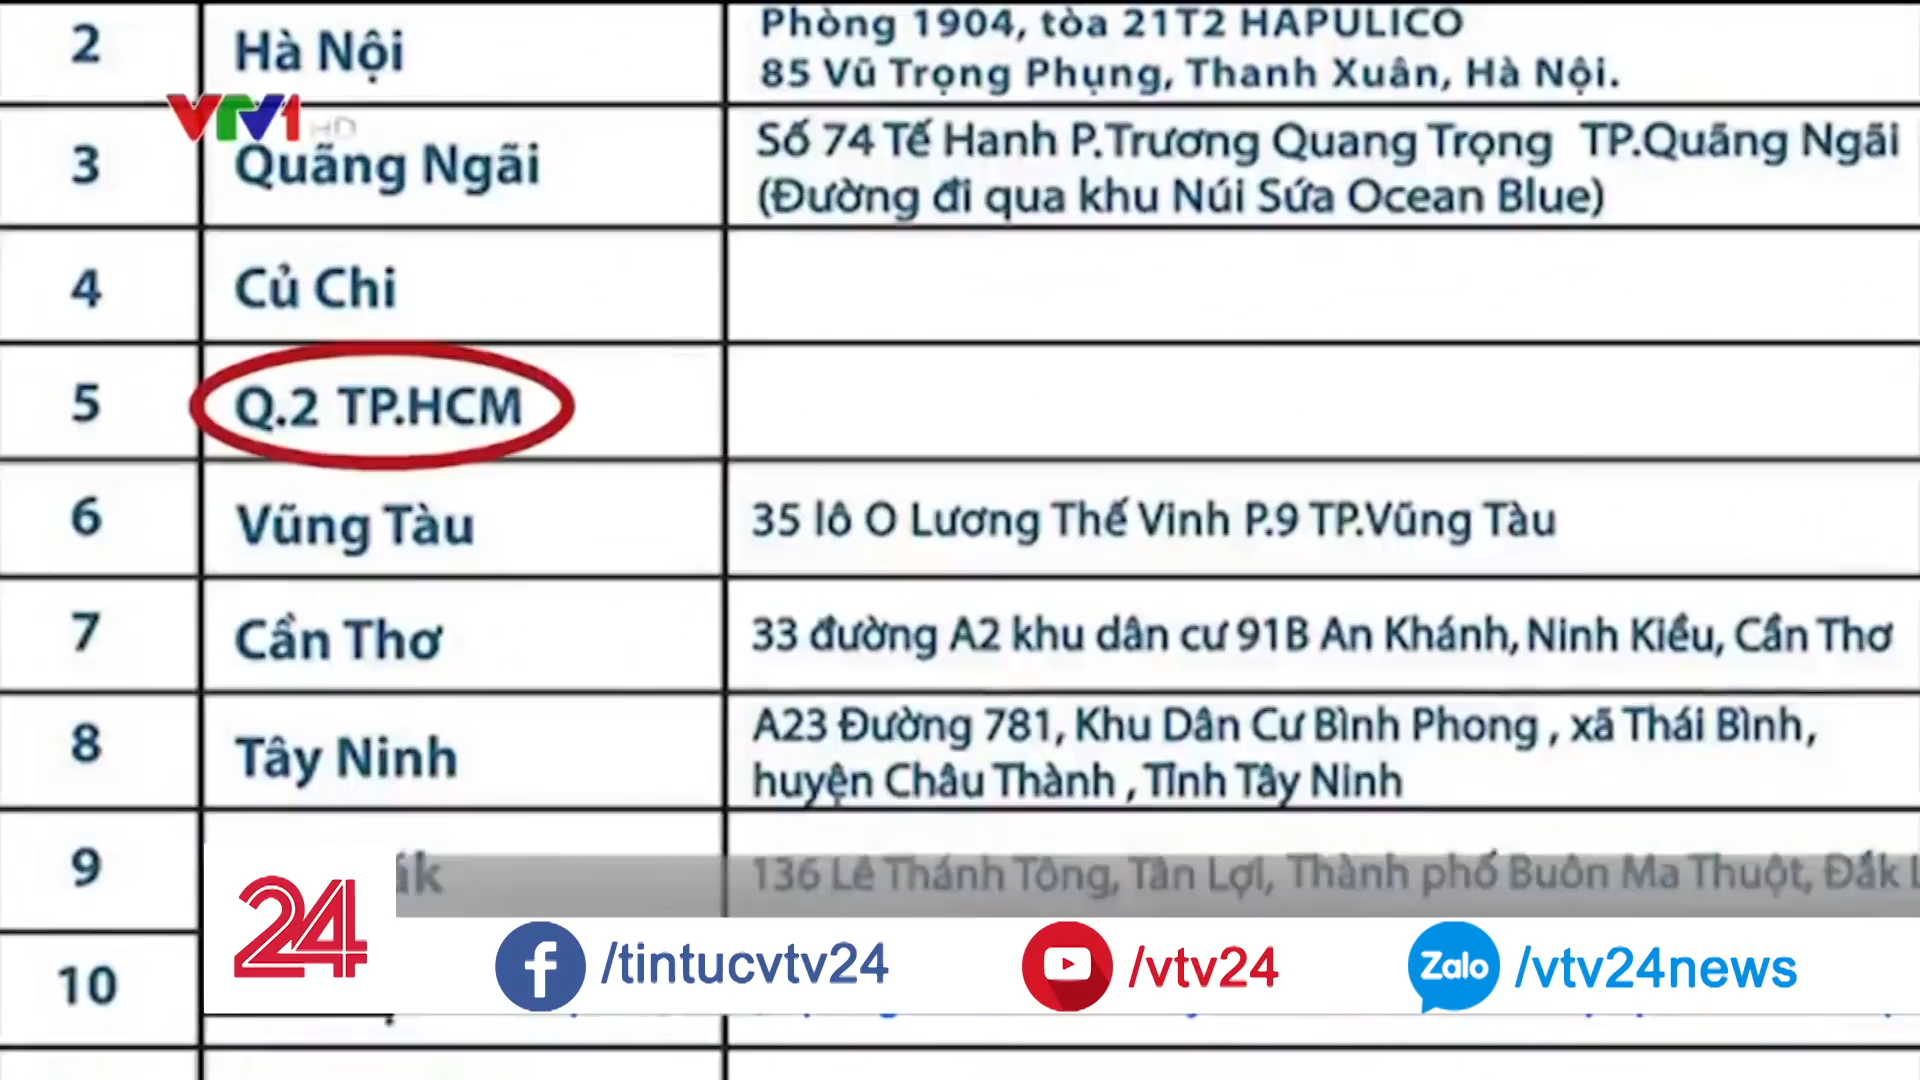 2
Hà Nội
Phòng 1904, tòa 21T2 HAPULICO
85 Vũ Trọng Phụng, Thanh Xuân, Hà Nội.
VTV1 HD
3
Quãng Ngãi
Số 74 Tế Hanh P.Trương Quang Trọng TP.Quãng Ngãi
(Đường đi qua khu Núi Sứa Ocean Blue)
4
Củ Chi
5
Q.2 TP.HCM
6
Vũng Tàu
35 lô O Lương Thế Vinh P.9 TP.Vũng Tàu
7
Cần Thơ
33 đường A2 khu dân cư 91B An Khánh, Ninh Kiều, Cần Thơ
8
Tây Ninh
A23 Đường 781, Khu Dân Cư Bình Phong , xã Thái Bình,
huyện Châu Thành , Tỉnh Tây Ninh
9
136 Lê Thánh Tông, Tân Lợi, Thành phố Buôn Ma Thuột, Đắk L
10
24
/tintucvtv24
/vtv24
Zalo /vtv24news